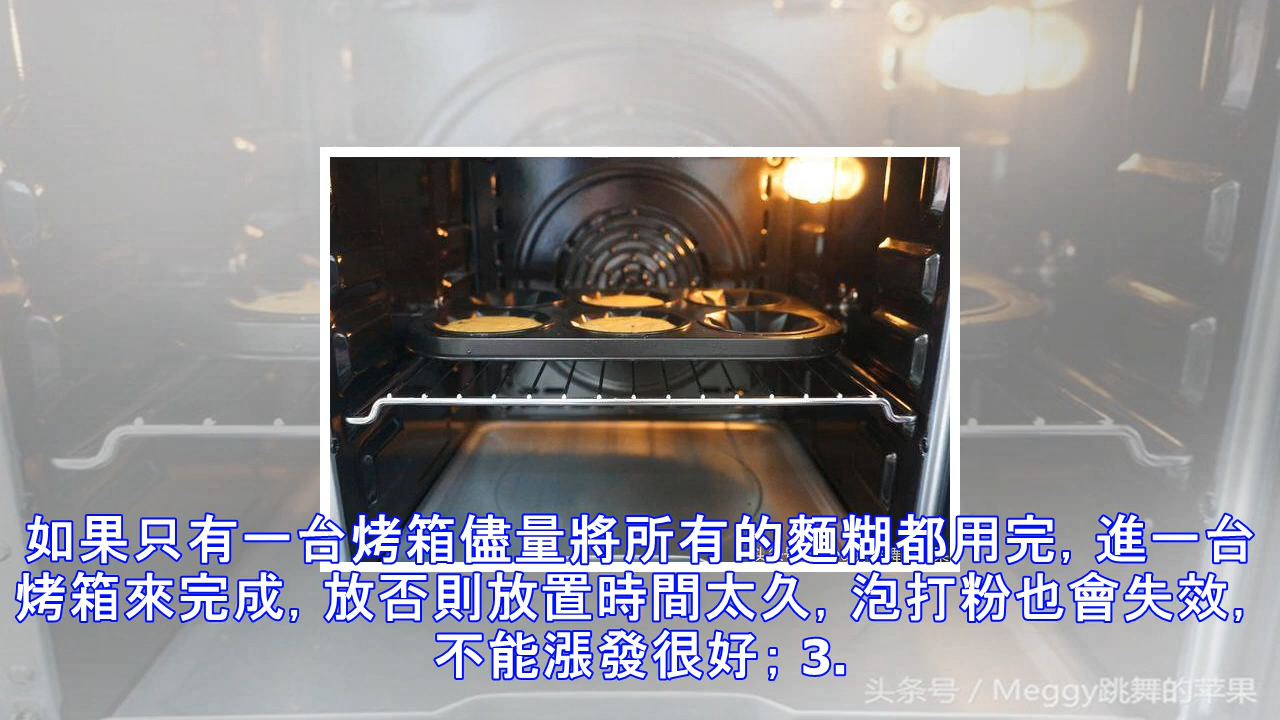 如果只有一台烤箱儘量將所有的麵糊都用完, 進一台
烤箱來完成, 放否則放置時間太久, 泡打粉也會失效,
不能漲發很好; 3.
头条号 / Meggy跳舞的苹果